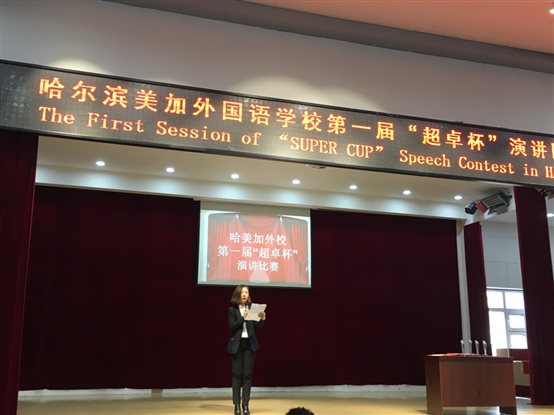 哈尔滨美加外国语学校第一届“超卓杯”演讲
The First Session of “SUPER CUP” Speech Contest in
哈美加外校
第一届“超卓杯”
演讲比赛